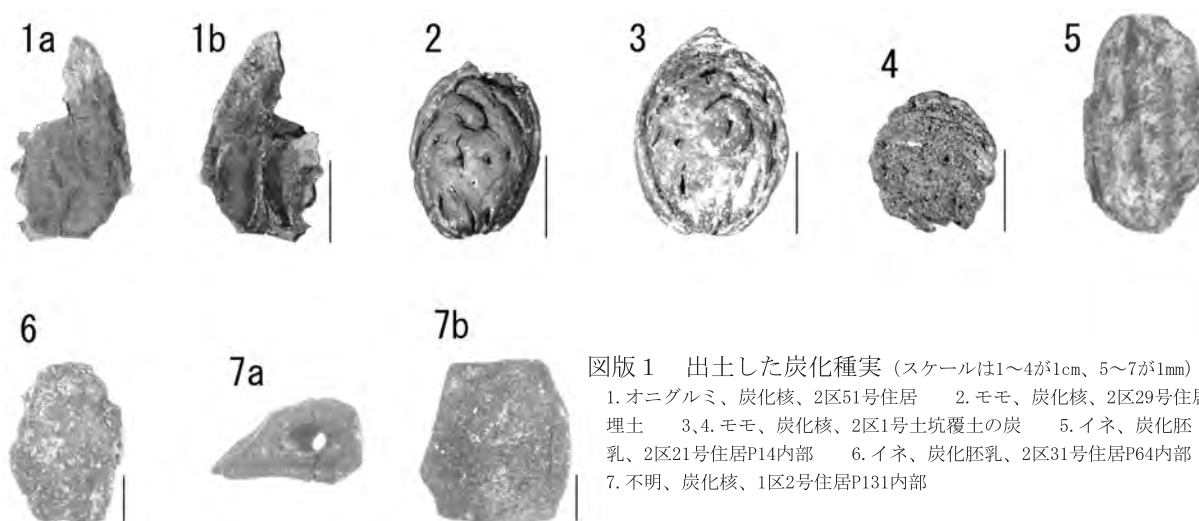 1a 1b 2 3 4 5
6 7a 7b
図版1 出土した炭化種実 (スケールは1~4が1cm、5~7が1mm)
1.オニグルミ、炭化核、2区51号住居 2.モモ、炭化核、2区29号住居
埋土 3,4.モモ、炭化核、2区1号土坑覆土の炭 5.イネ、炭化胚
乳、2区21号住居P14内部 6.イネ、炭化胚乳、2区31号住居P64内部
7.不明、炭化核、1区2号住居P131内部